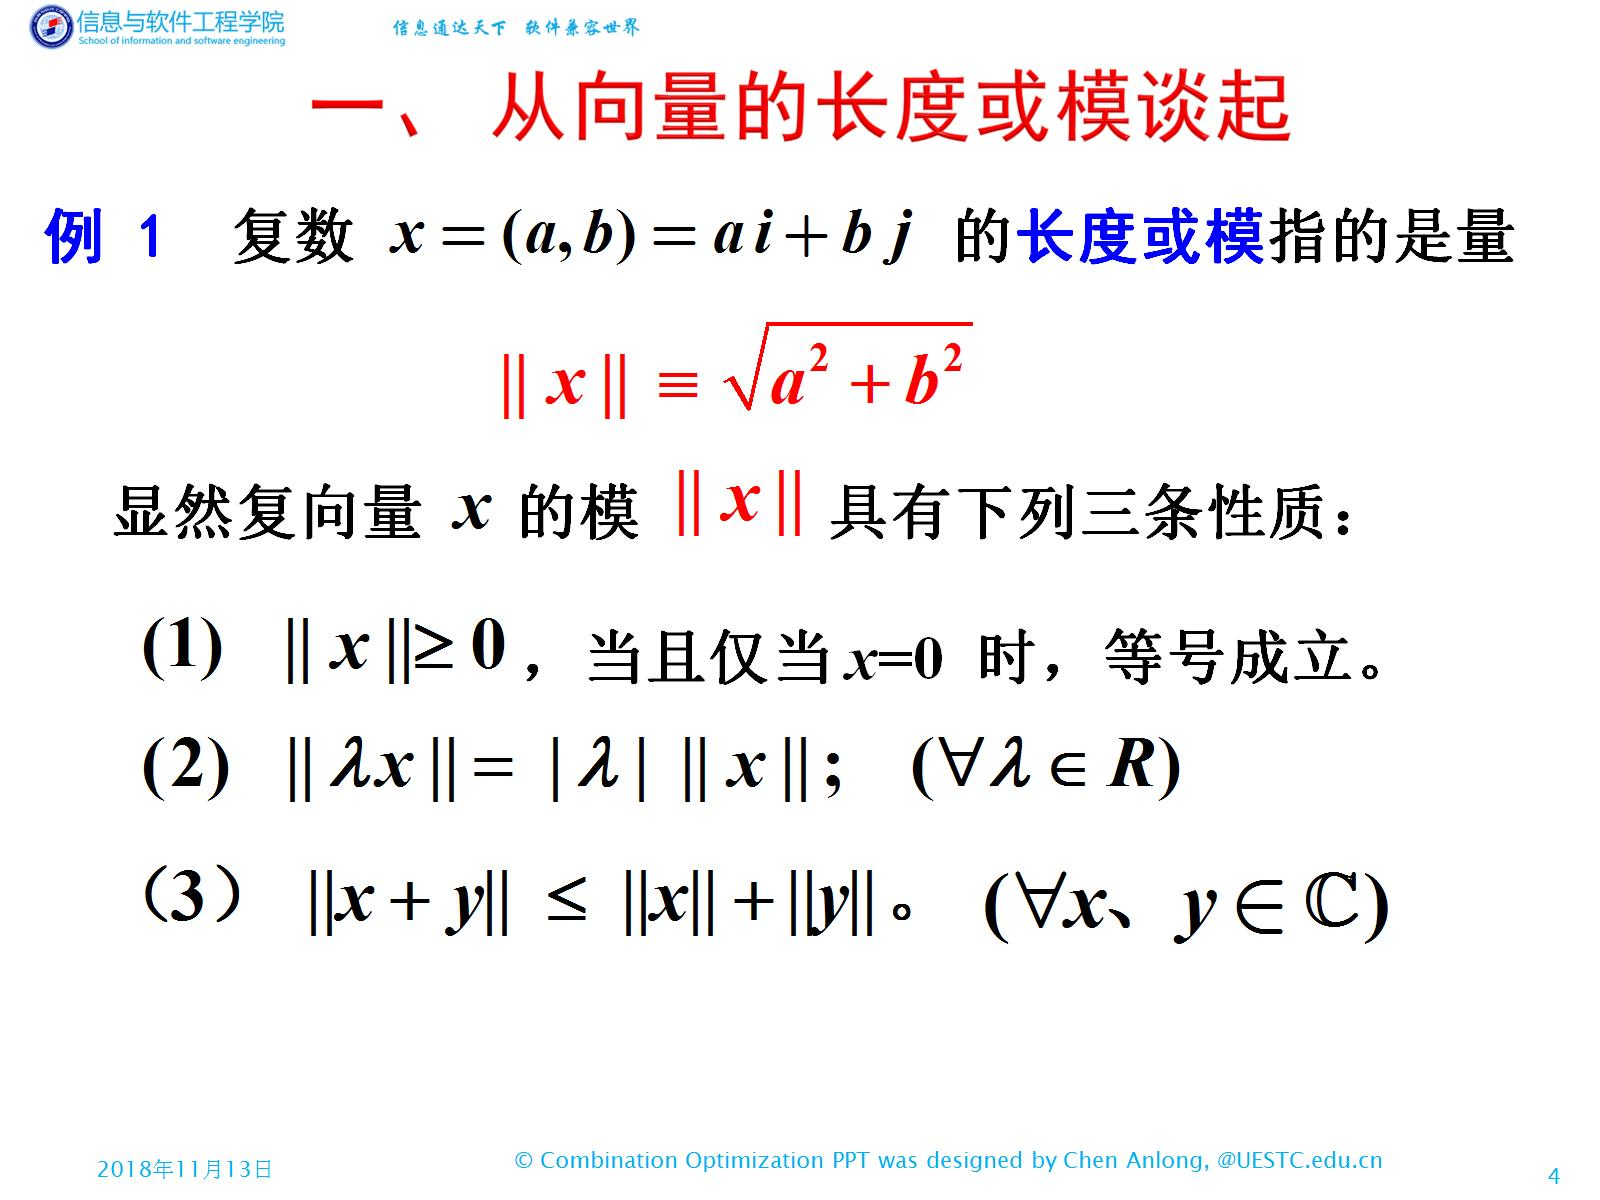 信息与软件工程学院
School of information and software engineering
信息通达天下 软件兼容世界
一、 从向量的长度或模谈起
例 1 复数 x = (a, b) = a i + b j 的长度或模指的是量
|| x || ≡ √(a² + b²)
显然复向量 x 的模 || x || 具有下列三条性质：
(1) || x || ≥ 0 ，当且仅当 x=0 时，等号成立。
(2) || λx || = | λ | || x ||; (∀λ ∈ R)
（3） ||x + y|| ≤ ||x|| + ||y|| 。 (∀x、y ∈ ℂ)
2018年11月13日
© Combination Optimization PPT was designed by Chen Anlong, @UESTC.edu.cn
4